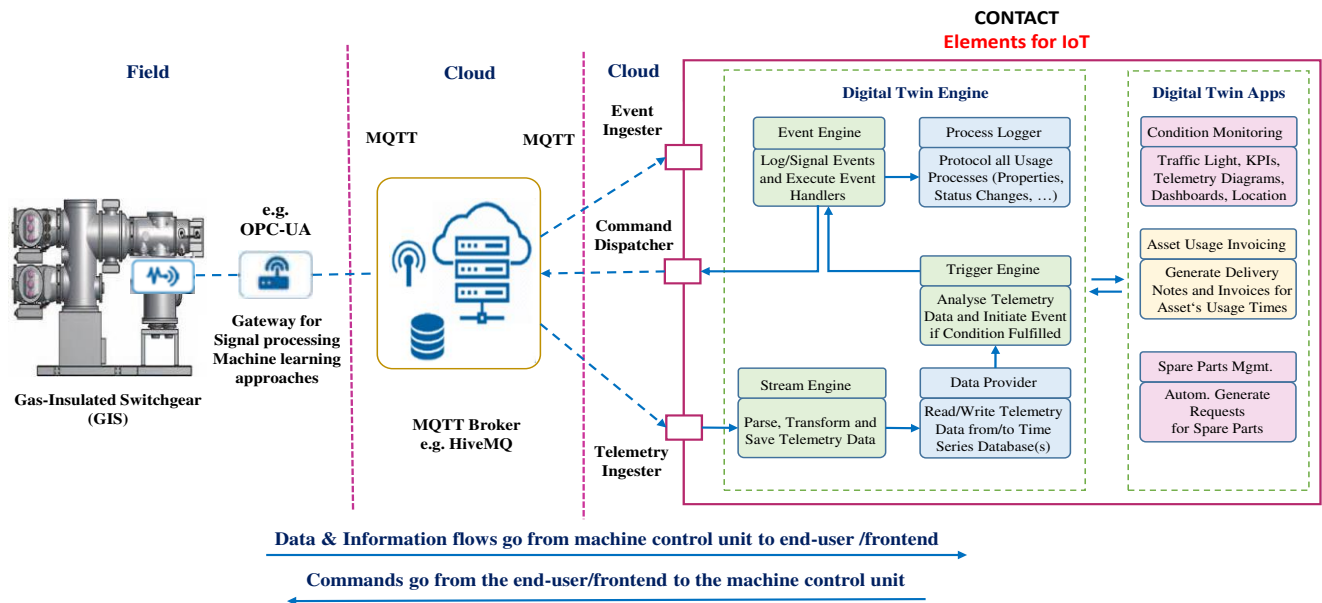 CONTACT
Elements for IoT
Field
Cloud
Cloud
MQTT
MQTT
e.g.
OPC-UA
Gateway for
Signal processing
Machine learning
approaches
Gas-Insulated Switchgear
(GIS)
MQTT Broker
e.g. HiveMQ
Event
Ingester
Command
Dispatcher
Telemetry
Ingester
Digital Twin Engine
Event Engine
Log/Signal Events
and Execute Event
Handlers
Process Logger
Protocol all Usage
Processes (Properties,
Status Changes, …)
Trigger Engine
Analyse Telemetry
Data and Initiate Event
if Condition Fulfilled
Stream Engine
Parse, Transform and
Save Telemetry Data
Data Provider
Read/Write Telemetry
Data from/to Time
Series Database(s)
Digital Twin Apps
Condition Monitoring
Traffic Light, KPIs,
Telemetry Diagrams,
Dashboards, Location
Asset Usage Invoicing
Generate Delivery
Notes and Invoices for
Asset‘s Usage Times
Spare Parts Mgmt.
Autom. Generate
Requests
for Spare Parts
Data & Information flows go from machine control unit to end-user /frontend
Commands go from the end-user/frontend to the machine control unit